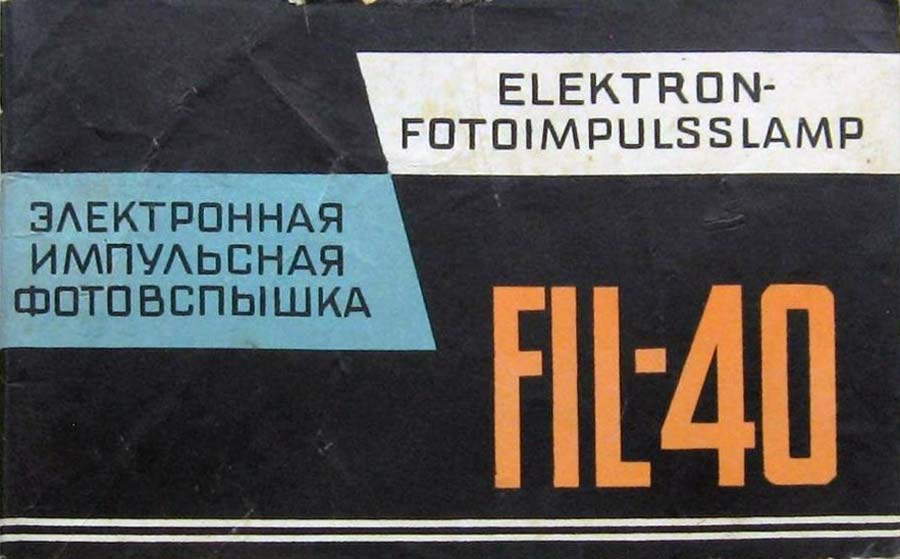 ELEKTRON-
FOTOIMPULSSLAMP
ЭЛЕКТРОННАЯ
ИМПУЛЬСНАЯ
ФОТОВСПЫШКА
FIL-40